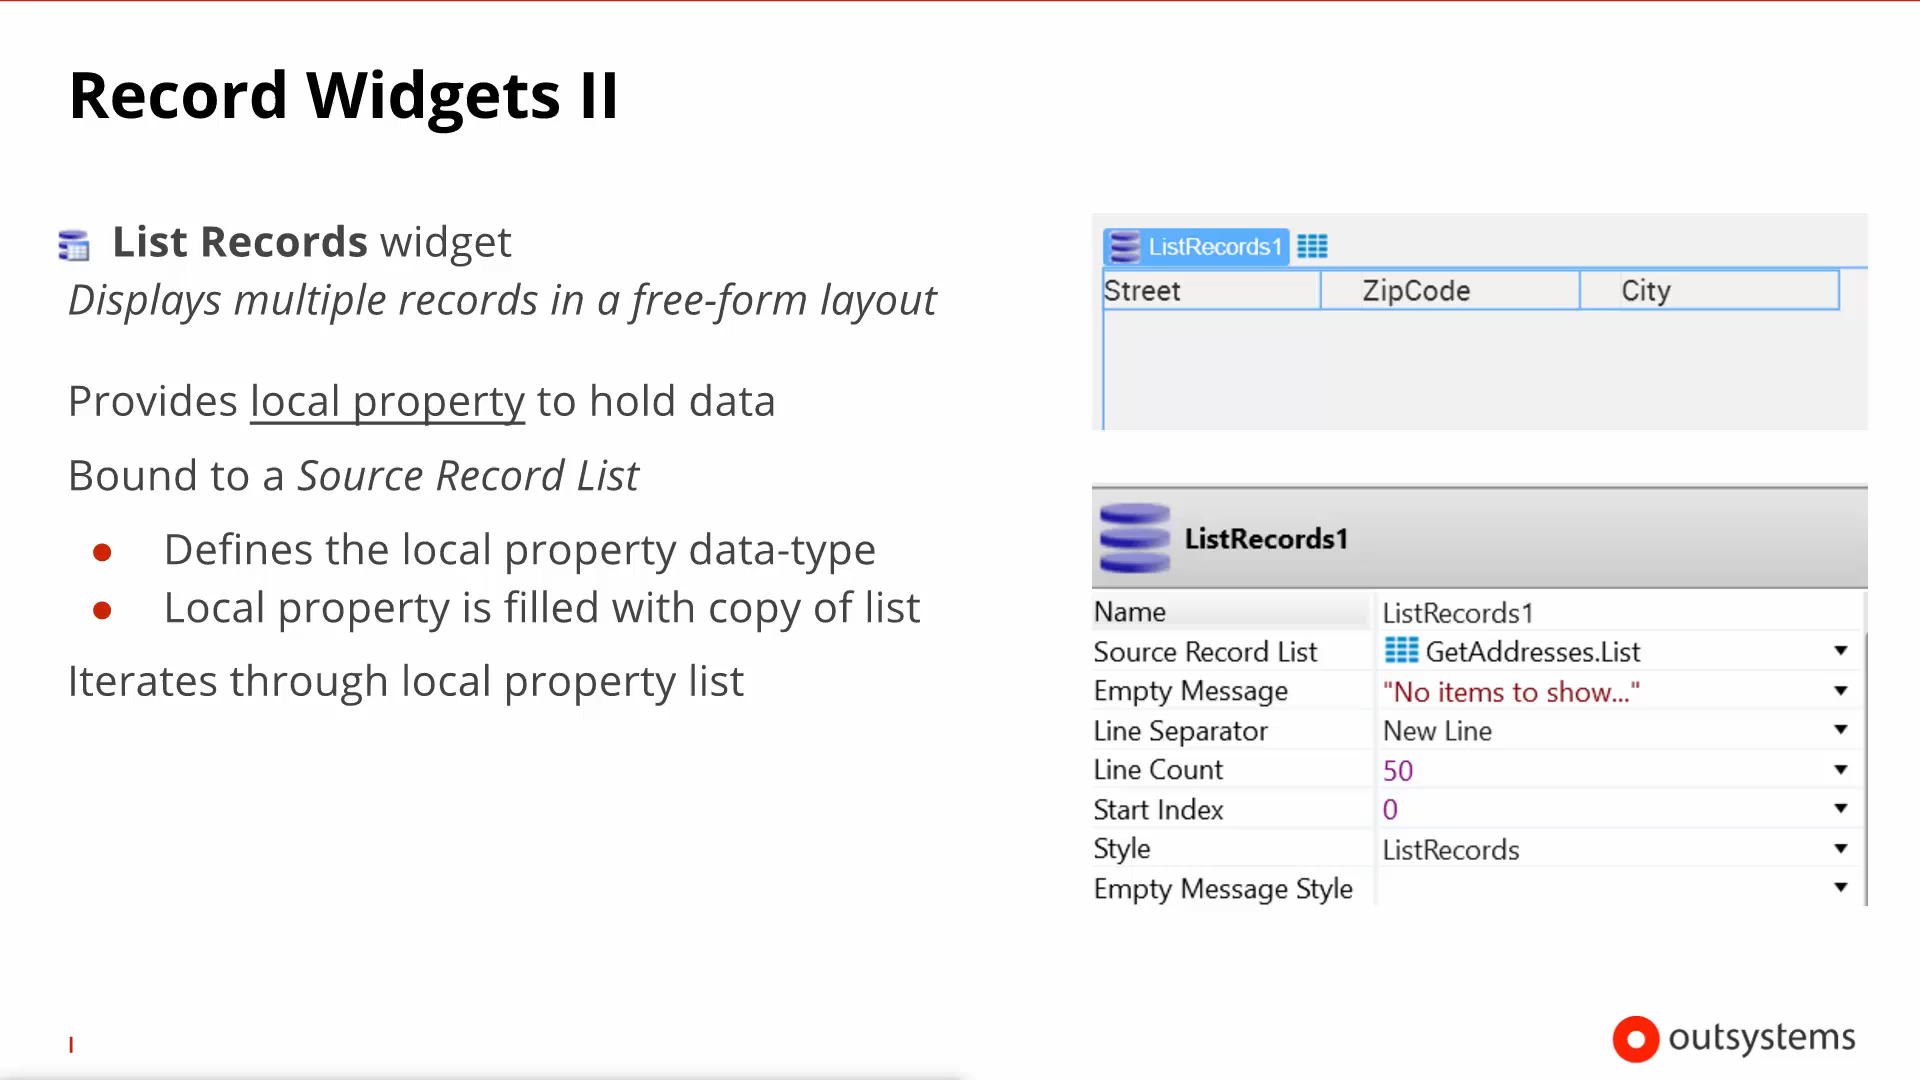 Record Widgets II
List Records widget
Displays multiple records in a free-form layout
Provides local property to hold data
Bound to a Source Record List
● Defines the local property data-type
● Local property is filled with copy of list
Iterates through local property list
ListRecords1
Street ZipCode City
ListRecords1
Name ListRecords1
Source Record List GetAddresses.List
Empty Message "No items to show..."
Line Separator New Line
Line Count 50
Start Index 0
Style ListRecords
Empty Message Style
I
outsystems